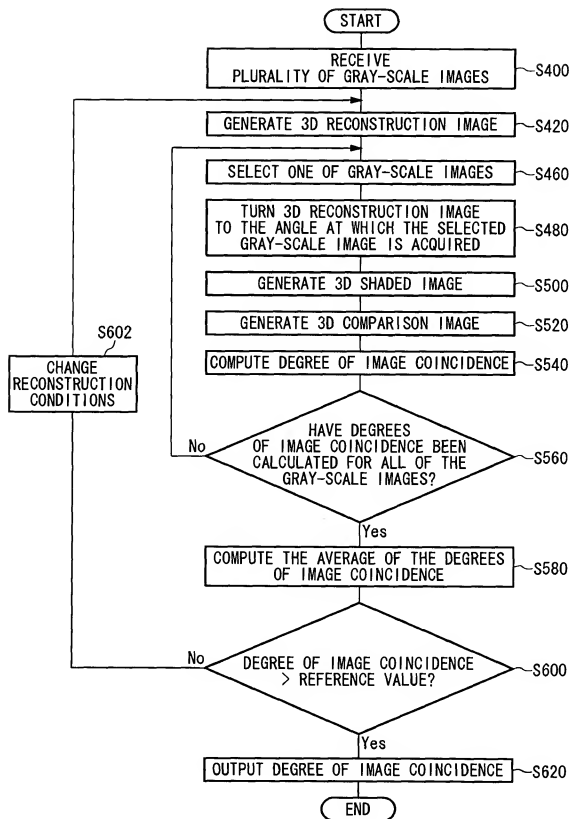 START
RECEIVE
PLURALITY OF GRAY-SCALE IMAGES
S400
GENERATE 3D RECONSTRUCTION IMAGE
S420
SELECT ONE OF GRAY-SCALE IMAGES
S460
TURN 3D RECONSTRUCTION IMAGE
TO THE ANGLE AT WHICH THE SELECTED
GRAY-SCALE IMAGE IS ACQUIRED
S480
GENERATE 3D SHADED IMAGE
S500
S602
CHANGE
RECONSTRUCTION
CONDITIONS
GENERATE 3D COMPARISON IMAGE
S520
COMPUTE DEGREE OF IMAGE COINCIDENCE
S540
No
HAVE DEGREES
OF IMAGE COINCIDENCE BEEN
CALCULATED FOR ALL OF THE
GRAY-SCALE IMAGES?
S560
Yes
COMPUTE THE AVERAGE OF THE DEGREES
OF IMAGE COINCIDENCE
S580
No
DEGREE OF IMAGE COINCIDENCE
> REFERENCE VALUE?
S600
Yes
OUTPUT DEGREE OF IMAGE COINCIDENCE
S620
END